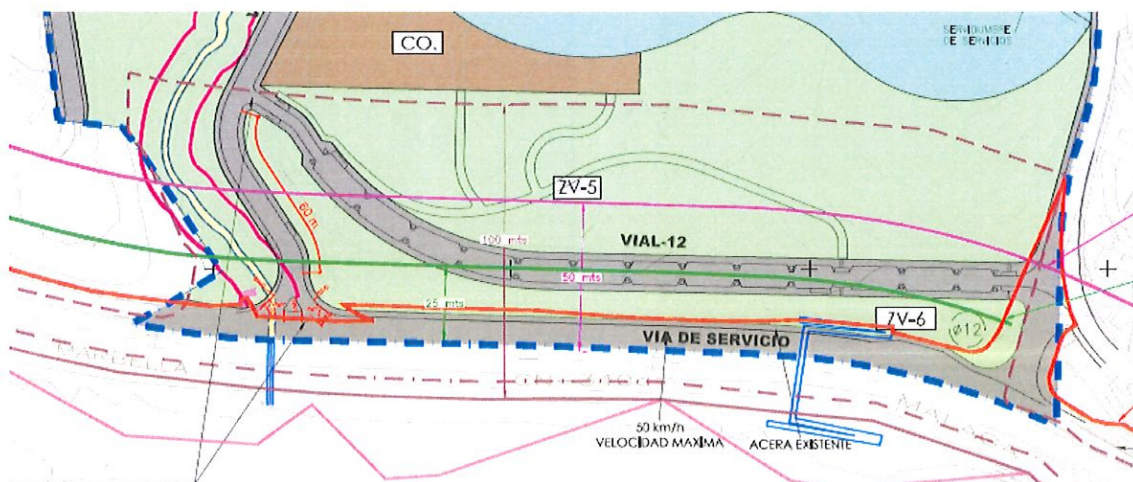 CO.
SERVIDUMBRE
DE SERVICIOS
60 m
ZV-5
100 mts
VIAL-12
50 mts
25 mts
ZV-6
Ø12
VIA DE SERVICIO
MARBELLA
50 km/h
VELOCIDAD MAXIMA
ACERA EXISTENTE